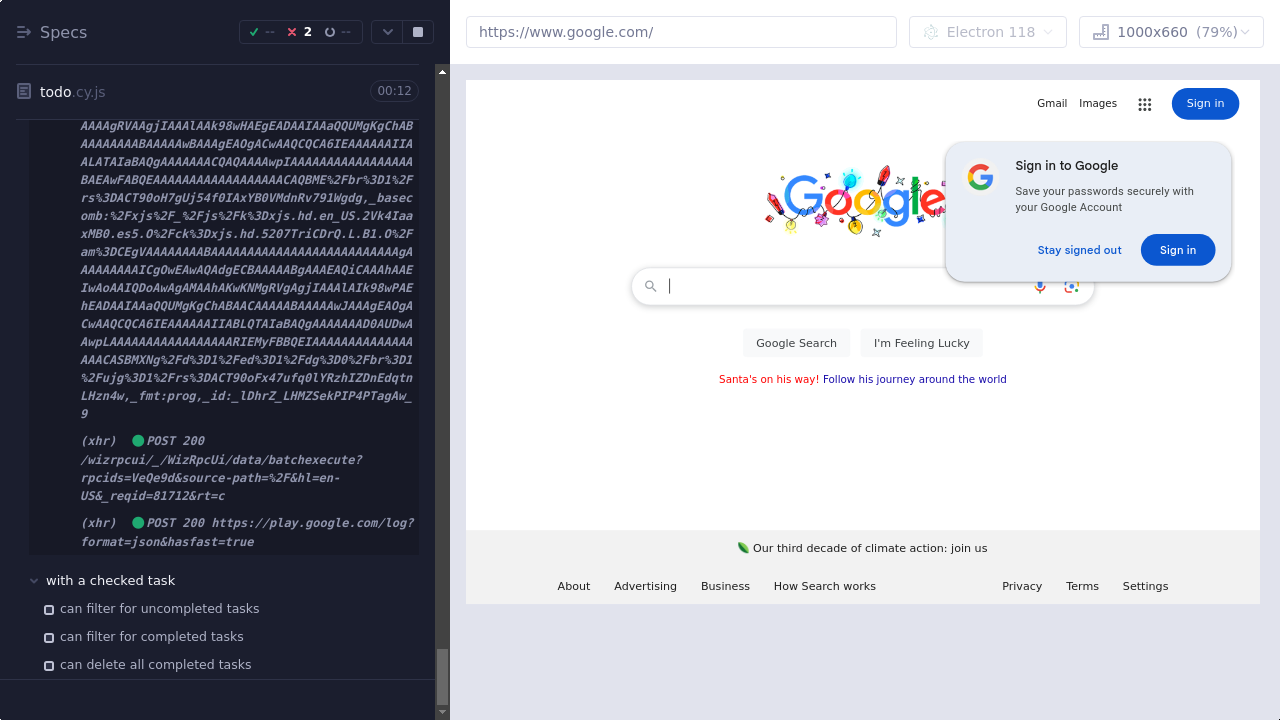 Specs
--
2
--
todo.cy.js
00:12
AAAAgRVAAgjIAAAlAAk98wHAEgEADAAIAAaQQUMgKgChAB
AAAAAAAABAAAAAwBAAAgEAOgACwAAQCQCA6IEAAAAAAIIA
ALATAIaBAQgAAAAAAACQAQAAAAwpIAAAAAAAAAAAAAAAAA
BAEAwFABQEAAAAAAAAAAAAAAAAACAQBME%2Fbr%3D1%2F
rs%3DACT90oH7gUj54f0IAxYB0VMdnRv791Wgdg,_basec
omb:%2Fxjs%2F_%2Fjs%2Fk%3Dxjs.hd.en_US.2Vk4Iaa
xMB0.es5.O%2Fck%3Dxjs.hd.5207TriCDrQ.L.B1.O%2F
am%3DCEgVAAAAAAAAAAAAAAAAAAAAAAAAAAAAAAAAAAAAgA
AAAAAAAAICgOwEAwAQAdgECBAAAAABgAAAEAQiCAAAhAAE
IwAoAAIQDoAwAgAMAAhAKwKNMgRVgAgjIAAAlAIk98wPAE
hEADAAIAAaQQUMgKgChABAACAAAAABAAAAAwJAAAgEAOgA
CwAAQCQCA6IEAAAAAAIIABLQTAIaBAQgAAAAAAAD0AUDwA
AwpLAAAAAAAAAAAAAAAAARIEMyFBBQEIAAAAAAAAAAAAAA
AAACASBMXNg%2Fd%3D1%2Fed%3D1%2Fdg%3D0%2Fbr%3D1
%2Fujg%3D1%2Frs%3DACT90oFx47ufq0lYRzhIZDnEdqtn
LHzn4w,_fmt:prog,_id:_lDhrZ_LHMZSekPIP4PTagAw_
9
(xhr) POST 200
/wizrpcui/_/WizRpcUi/data/batchexecute?
rpcids=VeQe9d&source-path=%2F&hl=en-
US&_reqid=81712&rt=c
(xhr) POST 200 https://play.google.com/log?
format=json&hasfast=true
with a checked task
can filter for uncompleted tasks
can filter for completed tasks
can delete all completed tasks
https://www.google.com/
Electron 118
1000x660 (79%)
Gmail Images
Sign in
Google
Sign in to Google
Save your passwords securely with
your Google Account
Stay signed out
Sign in
Google Search
I'm Feeling Lucky
Santa's on his way! Follow his journey around the world
Our third decade of climate action: join us
About Advertising Business How Search works Privacy Terms Settings